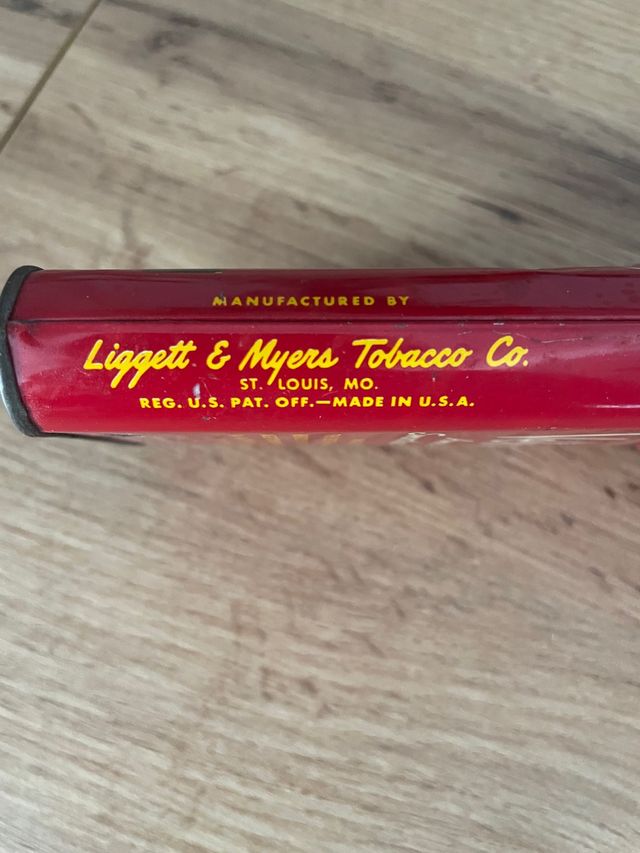 MANUFACTURED BY
Liggett & Myers Tobacco Co.
ST. LOUIS, MO.
REG. U.S. PAT. OFF.—MADE IN U.S.A.